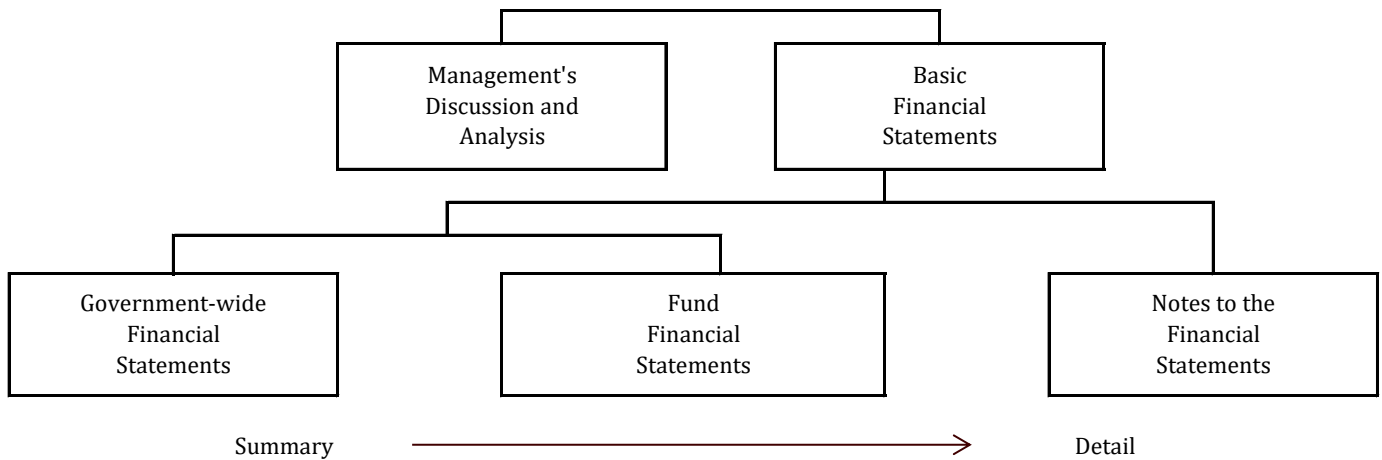 Management's
Discussion and
Analysis
Basic
Financial
Statements
Government-wide
Financial
Statements
Fund
Financial
Statements
Notes to the
Financial
Statements
Summary
Detail